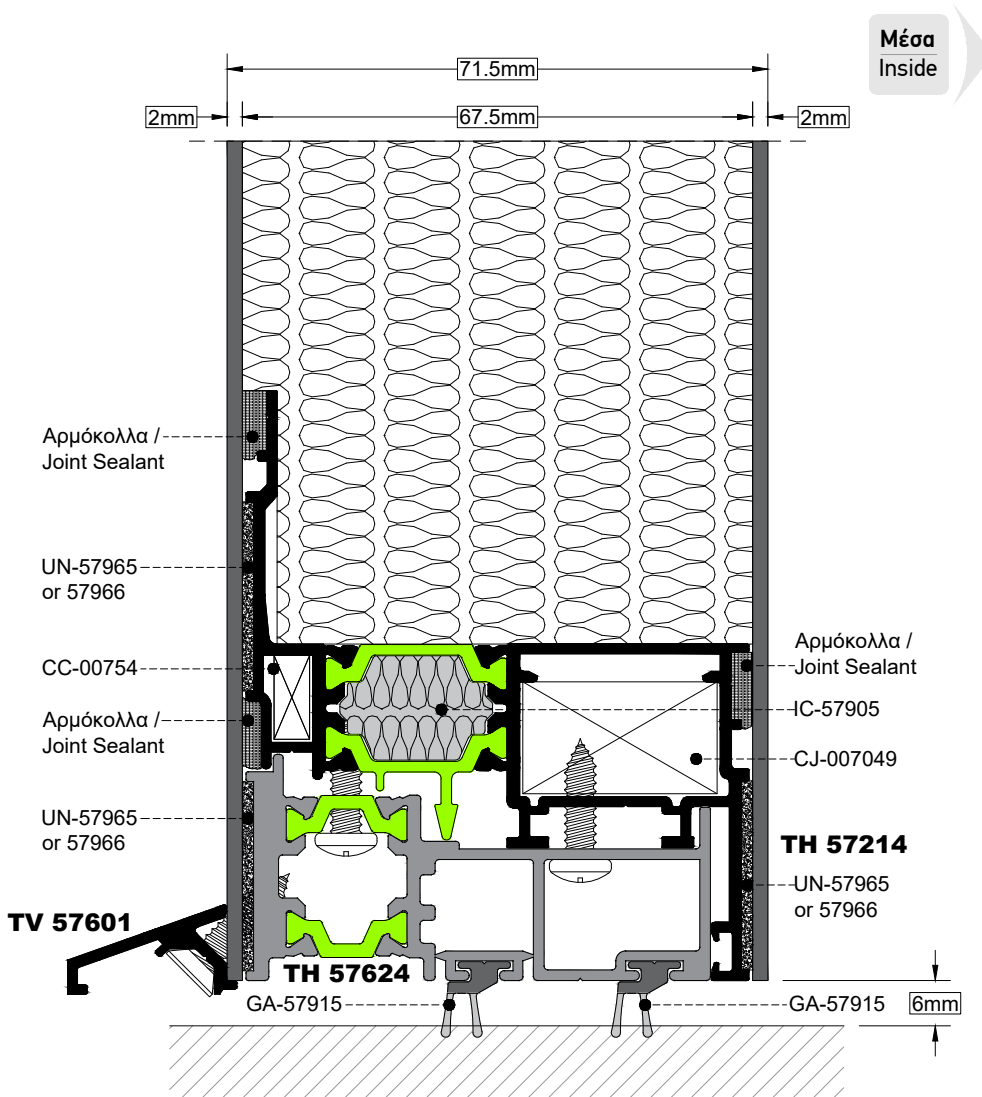 Μέσα
Inside
71.5mm
2mm
67.5mm
2mm
Αρμόκολλα /
Joint Sealant
UN-57965
or 57966
CC-00754
Αρμόκολλα /
Joint Sealant
UN-57965
or 57966
TV 57601
TH 57624
GA-57915
Αρμόκολλα /
Joint Sealant
IC-57905
CJ-007049
TH 57214
UN-57965
or 57966
GA-57915
6mm